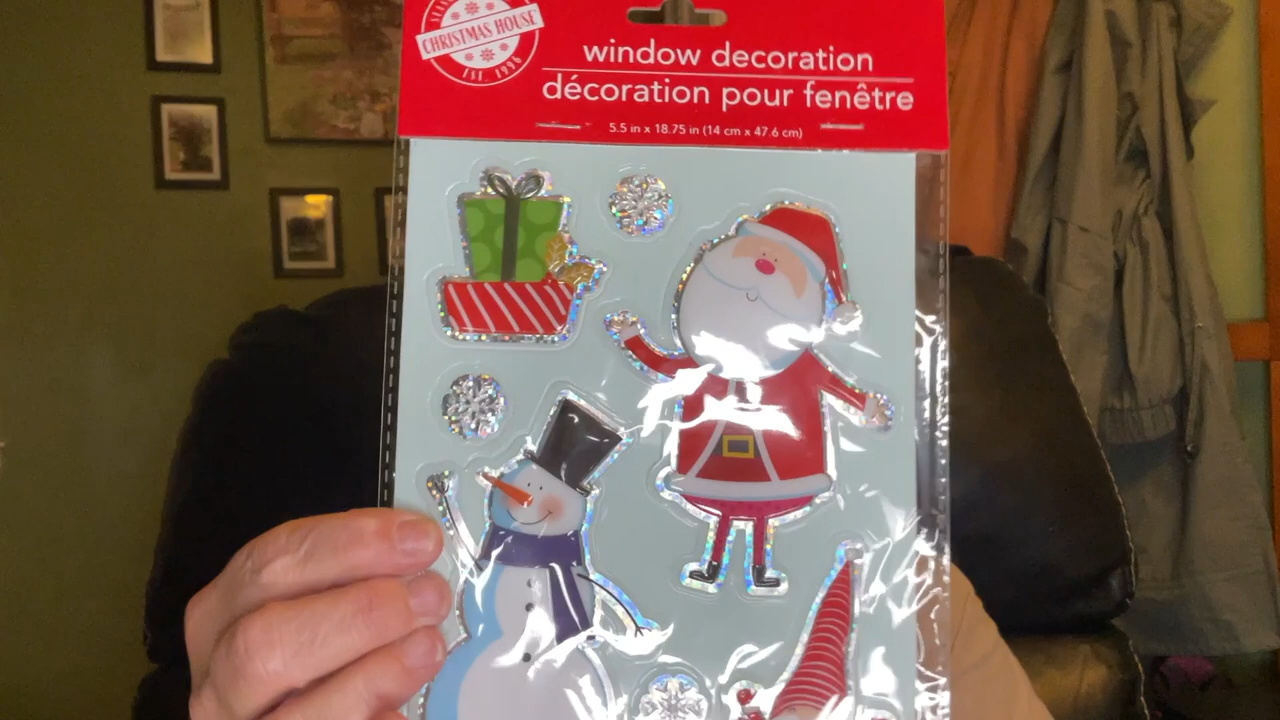 CHRISTMAS HOUSE
EST. 1996
window decoration
décoration pour fenêtre
5.5 in x 18.75 in (14 cm x 47.6 cm)